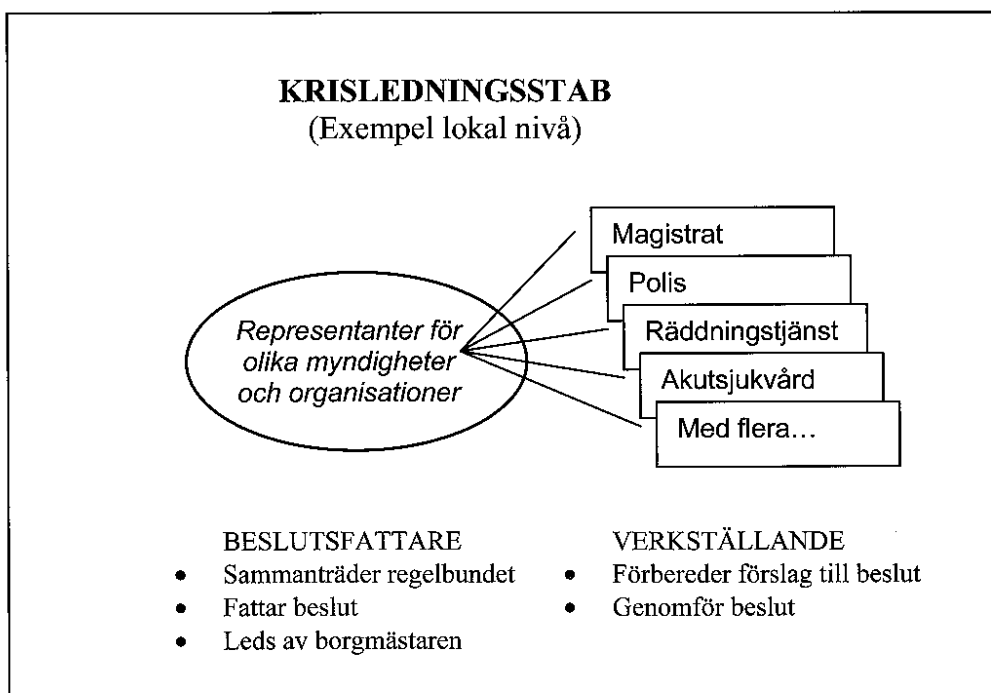 KRISLEDNINGSSTAB
(Exempel lokal nivå)
Representanter för
olika myndigheter
och organisationer
Magistrat
Polis
Räddningstjänst
Akutsjukvård
Med flera…
BESLUTSFATTARE
• Sammanträder regelbundet
• Fattar beslut
• Leds av borgmästaren
VERKSTÄLLANDE
• Förbereder förslag till beslut
• Genomför beslut